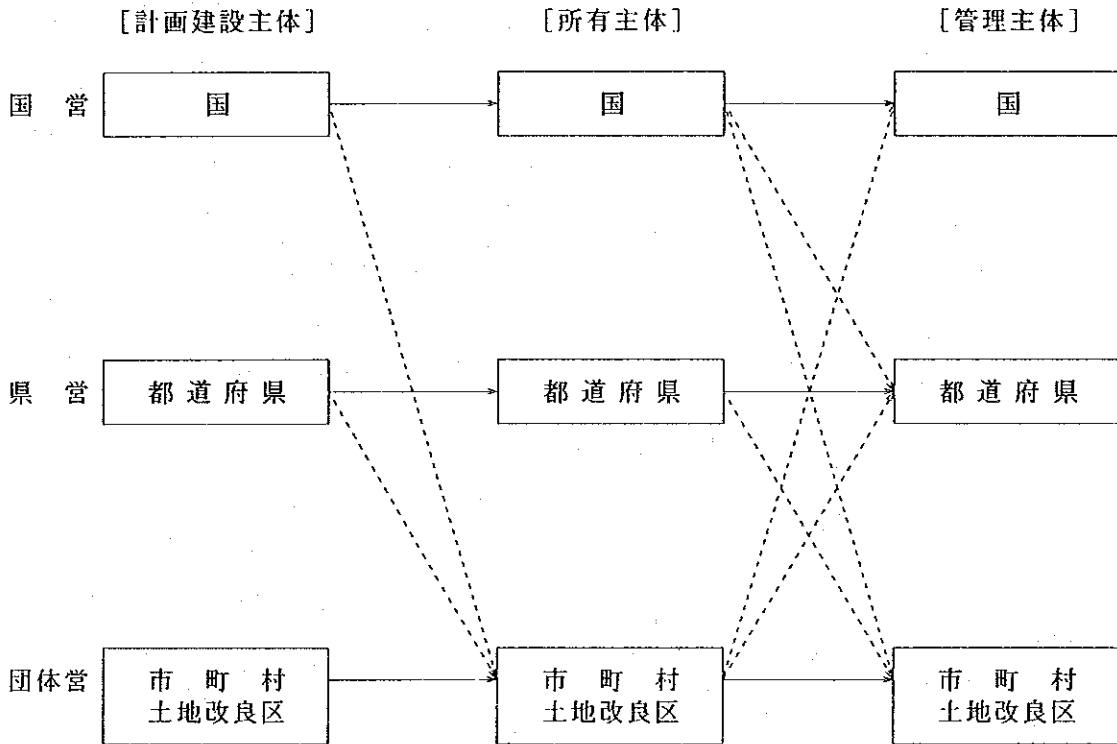 [計画建設主体] [所有主体] [管理主体]
国営 国 国 国
県営 都道府県 都道府県 都道府県
団体営 市町村 市町村 市町村
土地改良区 土地改良区 土地改良区